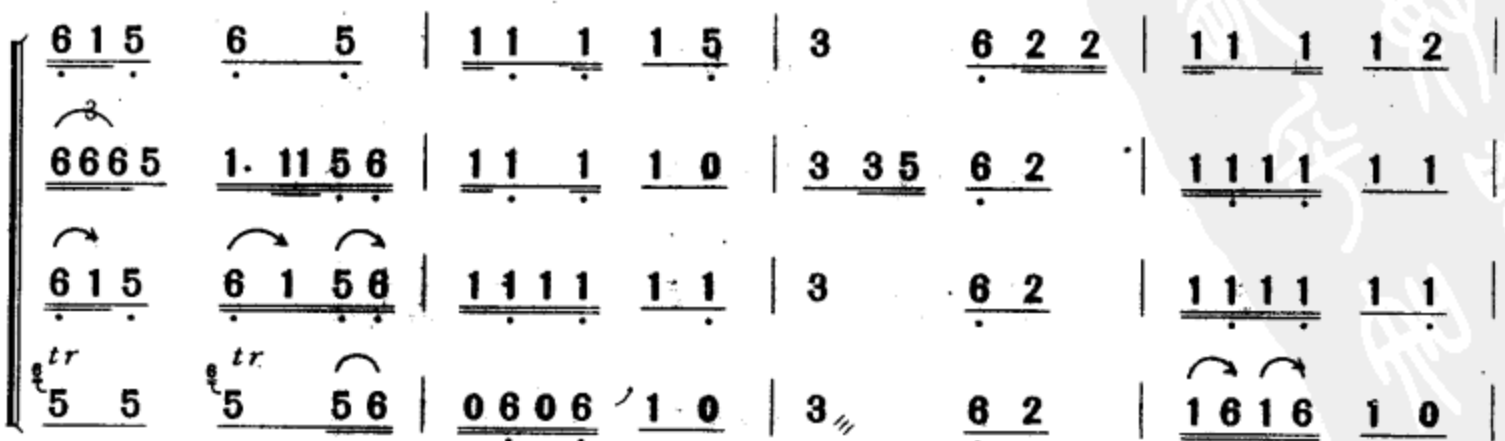 6 1 5 6 5 | 1 1 1 1 5 | 3 6 2 2 | 1 1 1 1 2 |
3
6 6 6 5 1· 1 1 5 6 | 1 1 1 1 0 | 3 3 5 6 2 | 1 1 1 1 1 1 |
6 1 5 6 1 5 6 | 1 1 1 1 1 1 | 3 6 2 | 1 1 1 1 1 1 |
tr tr
5 5 5 5 6 | 0 6 0 6 1 0 | 3 6 2 | 1 6 1 6 1 0 |